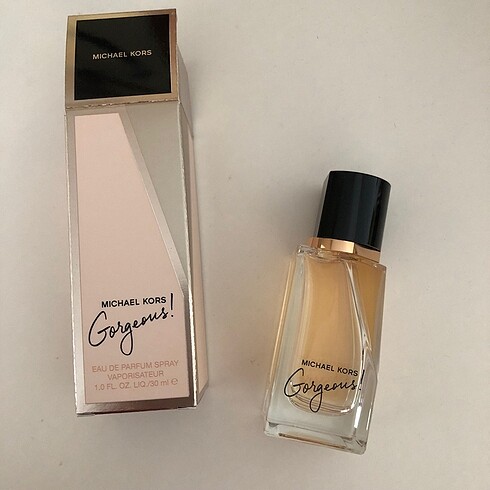 MICHAEL KORS
MICHAEL KORS
Gorgeous!
EAU DE PARFUM SPRAY
VAPORISATEUR
1.0 FL. OZ. LIQ./30 ml ℮
MICHAEL KORS
Gorgeous!